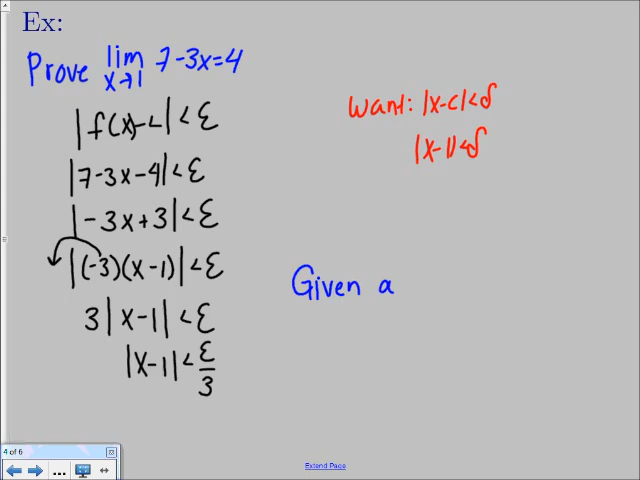 Ex:
Prove lim x→1 7-3x=4
|f(x)-L|<ε
|7-3x-4|<ε
|-3x+3|<ε
|(-3)(x-1)|<ε
3|x-1|<ε
|x-1|<ε/3
Want: |x-c|<δ
|x-1|<δ
Given a
4 of 6
...
Extend Page